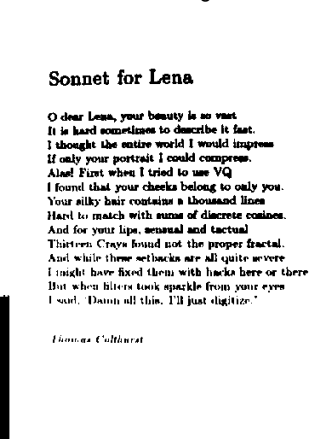 Sonnet for Lena
O dear Lena, your beauty is so vast
It is hard sometimes to describe it fast.
I thought the entire world I would impress
If only your portrait I could compress.
Alas! First when I tried to use VQ
I found that your cheeks belong to only you.
Your silky hair contains a thousand lines
Hard to match with sums of discrete cosines.
And for your lips, sensual and tactual
Thirteen Crays found not the proper fractal.
And while these setbacks are all quite severe
I might have fixed them with hacks here or there
But when filters took sparkle from your eyes
I said, 'Damn all this. I'll just digitize.'
Thomas Colthurst